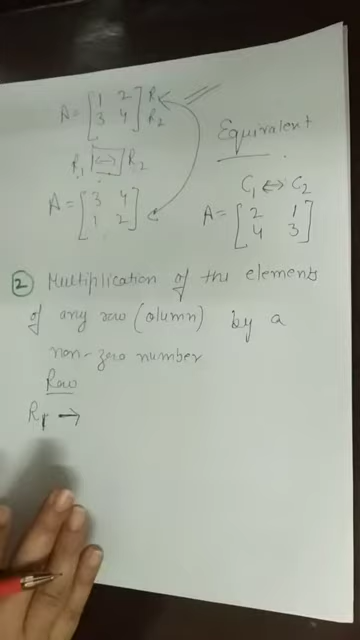 A = [1 2] R₁
[3 4] R₂
R₁ ↔ R₂
A = [3 4]
[1 2]
Equivalent
C₁ ↔ C₂
A = [2 1]
[4 3]
② Multiplication of the elements
of any row (column) by a
non-zero number
Row
R₁ →